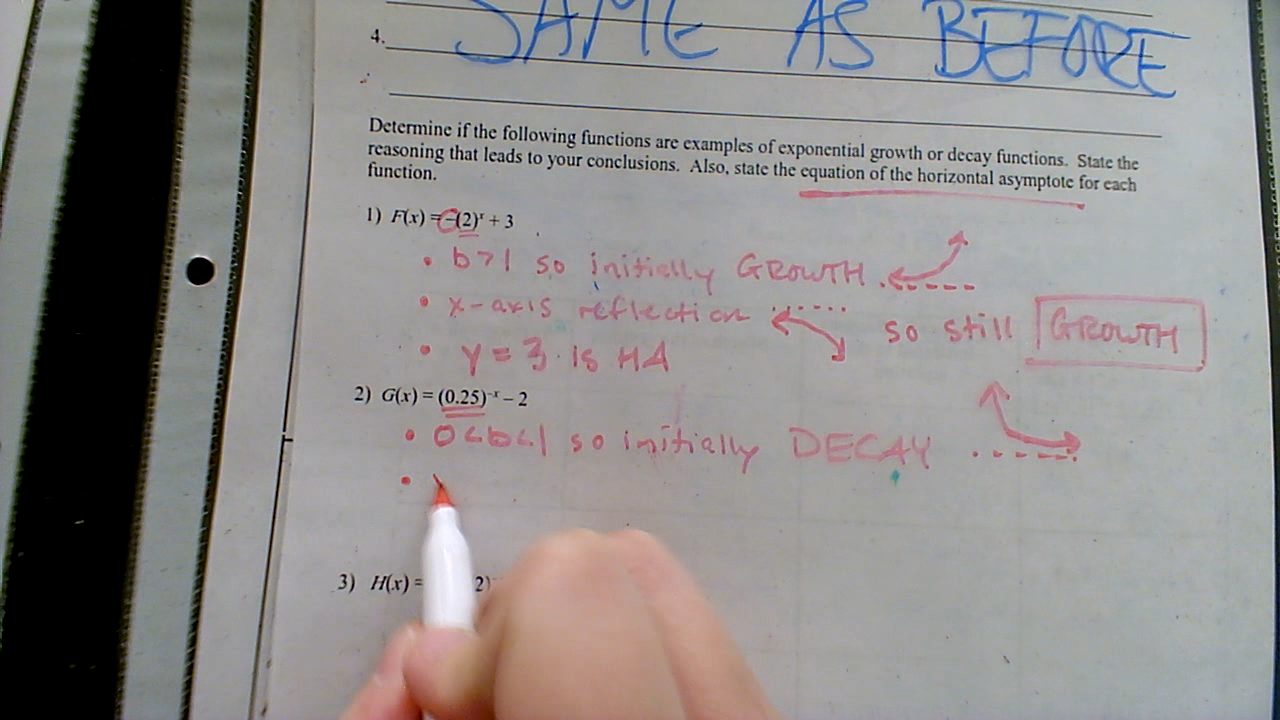 4. SAME AS BEFORE
Determine if the following functions are examples of exponential growth or decay functions. State the
reasoning that leads to your conclusions. Also, state the equation of the horizontal asymptote for each
function.
1) F(x) = -(2)ˣ + 3
• b>1 so initially GROWTH
• x-axis reflection so still GROWTH
• y = 3 is HA
2) G(x) = (0.25)⁻ˣ – 2
• 0<b<1 so initially DECAY
•
3) H(x) = 2)